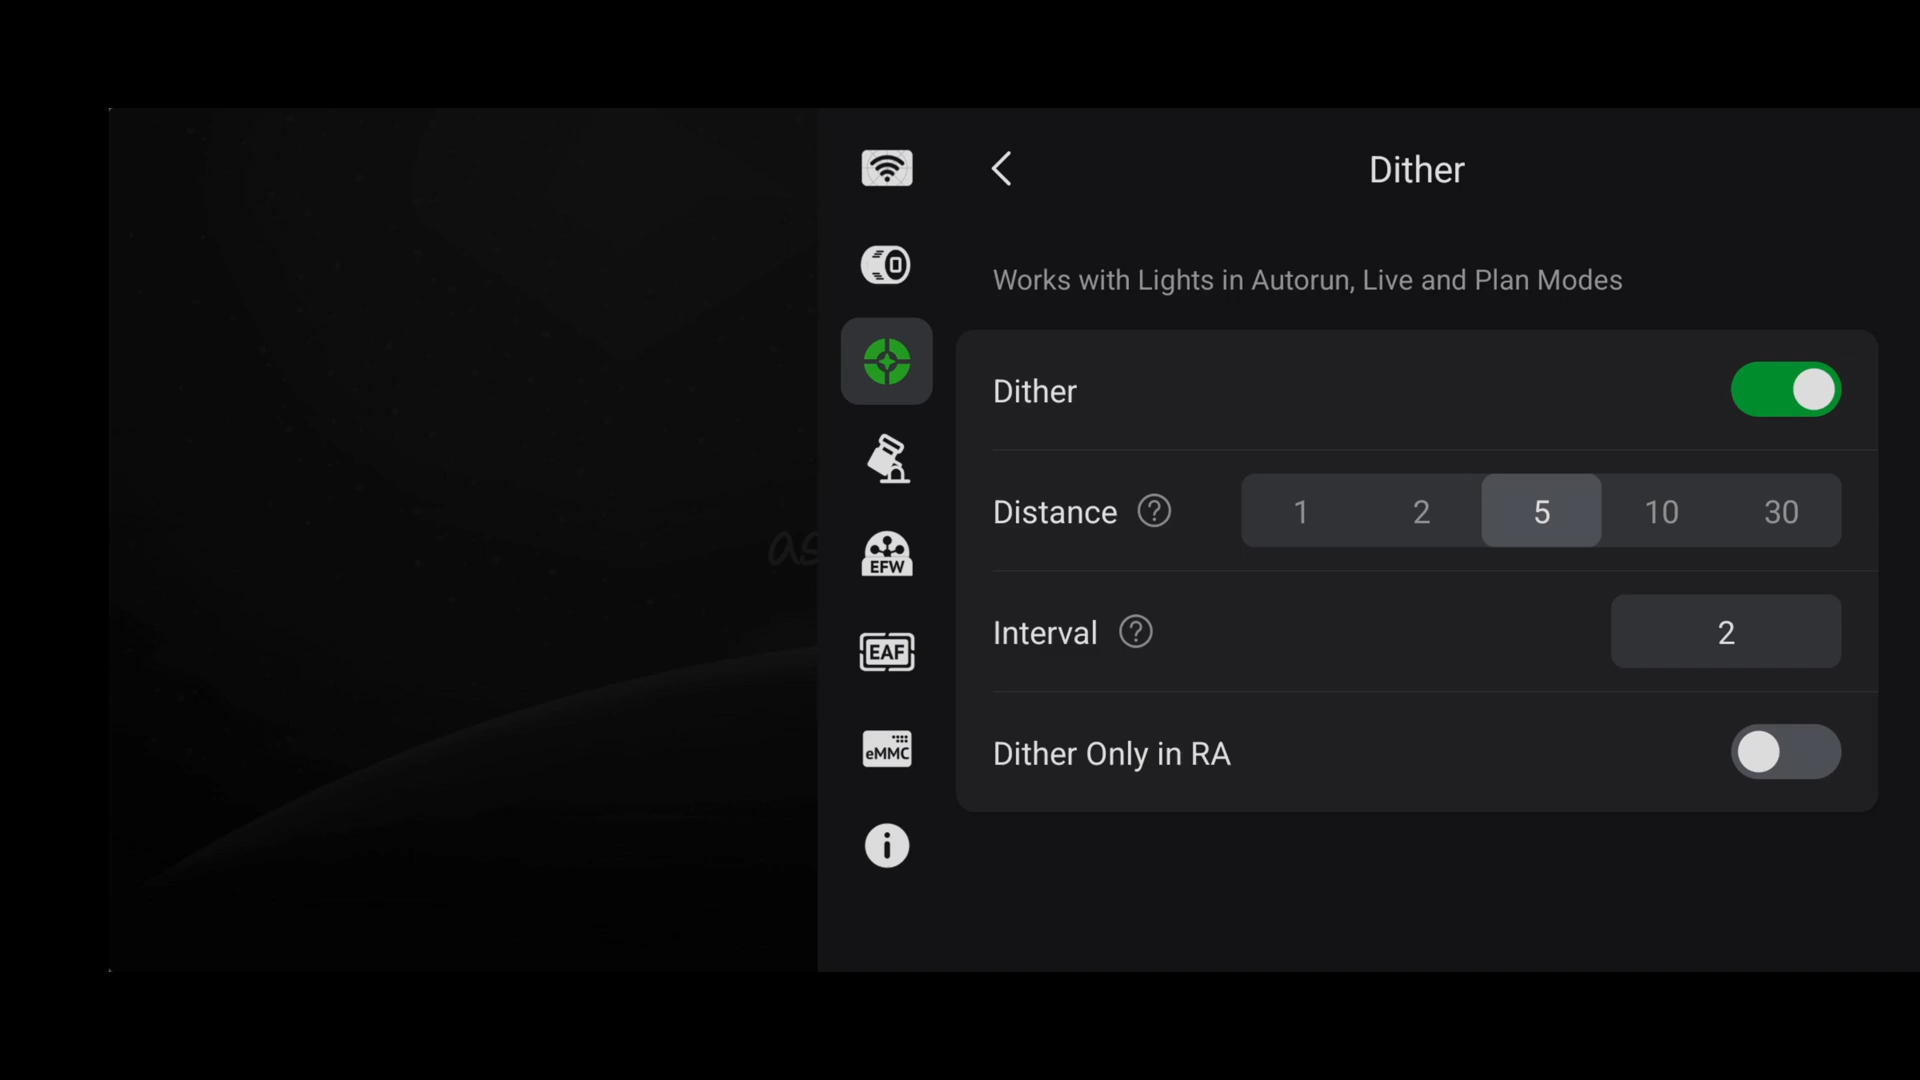 Dither
Works with Lights in Autorun, Live and Plan Modes
Dither
Distance ? 1 2 5 10 30
Interval ? 2
Dither Only in RA
EFW
EAF
eMMC
i
as